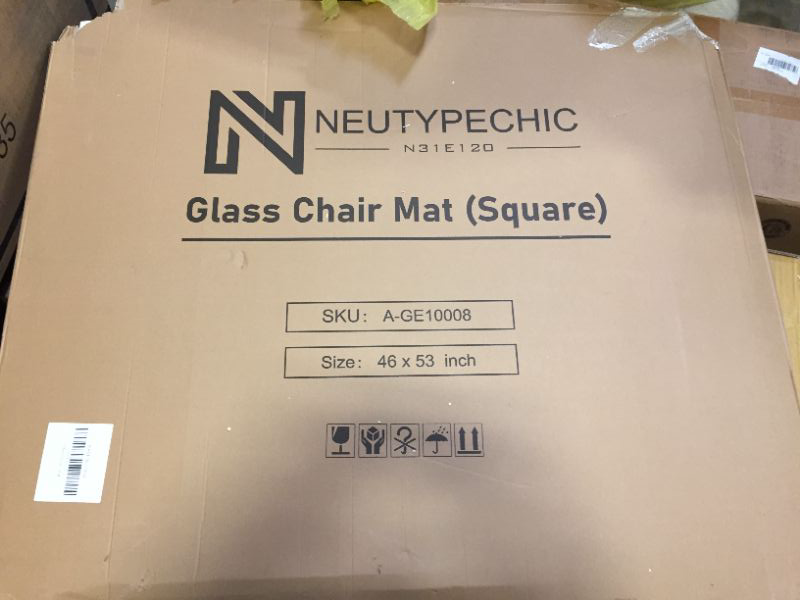 NEUTYPECHIC
N31E120
Glass Chair Mat (Square)
SKU: A-GE10008
Size: 46 x 53 inch